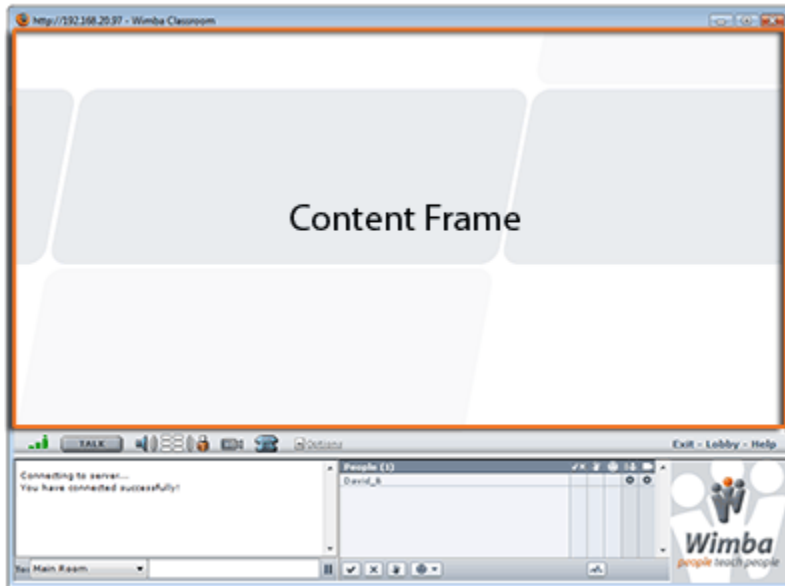 http://192.168.20.97 - Wimba Classroom
Content Frame
TALK
Options
Exit - Lobby - Help
Connecting to server...
You have connected successfully!
People (1)
David_B
To: Main Room
Wimba
people teach people